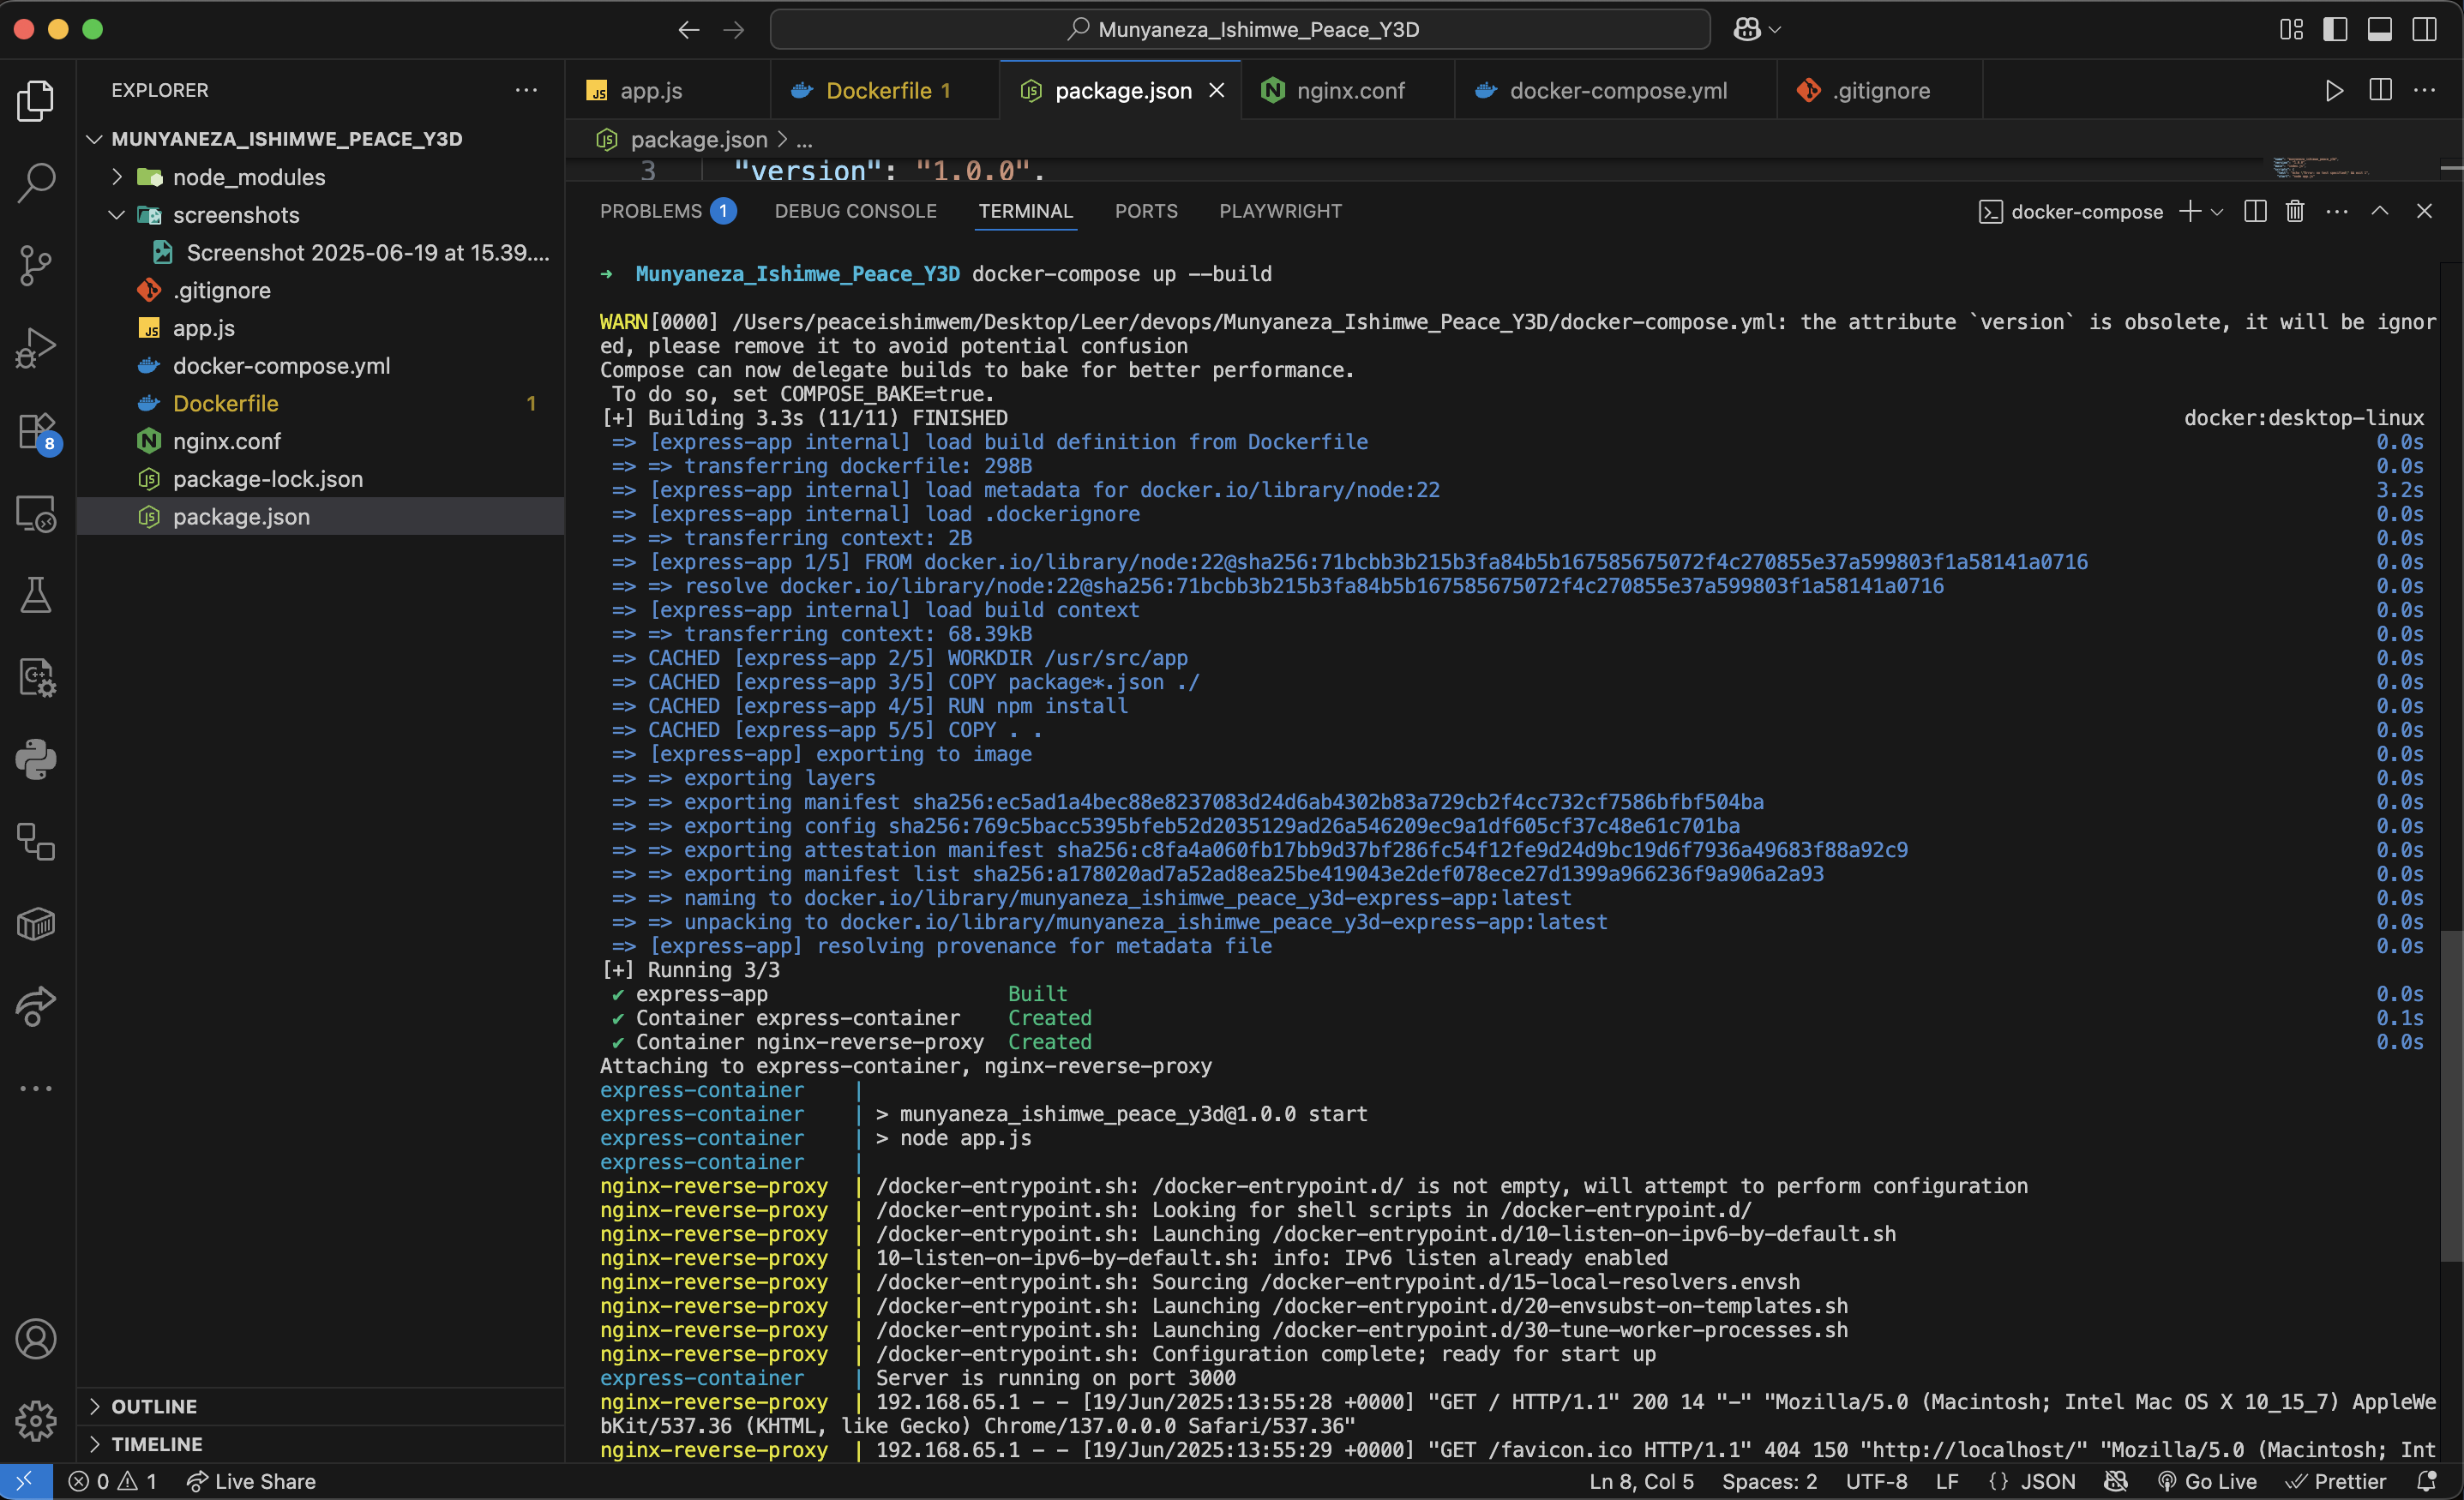 Munyaneza_Ishimwe_Peace_Y3D
EXPLORER
MUNYANEZA_ISHIMWE_PEACE_Y3D
node_modules
screenshots
Screenshot 2025-06-19 at 15.39....
.gitignore
app.js
docker-compose.yml
Dockerfile 1
nginx.conf
package-lock.json
package.json
8
OUTLINE
TIMELINE
app.js
Dockerfile 1
package.json
nginx.conf
docker-compose.yml
.gitignore
package.json > ...
3 "version": "1.0.0",
PROBLEMS 1 DEBUG CONSOLE TERMINAL PORTS PLAYWRIGHT
docker-compose
➜ Munyaneza_Ishimwe_Peace_Y3D docker-compose up --build
WARN[0000] /Users/peaceishimwem/Desktop/Leer/devops/Munyaneza_Ishimwe_Peace_Y3D/docker-compose.yml: the attribute `version` is obsolete, it will be ignor
ed, please remove it to avoid potential confusion
Compose can now delegate builds to bake for better performance.
To do so, set COMPOSE_BAKE=true.
[+] Building 3.3s (11/11) FINISHED docker:desktop-linux
=> [express-app internal] load build definition from Dockerfile 0.0s
=> => transferring dockerfile: 298B 0.0s
=> [express-app internal] load metadata for docker.io/library/node:22 3.2s
=> [express-app internal] load .dockerignore 0.0s
=> => transferring context: 2B 0.0s
=> [express-app 1/5] FROM docker.io/library/node:22@sha256:71bcbb3b215b3fa84b5b167585675072f4c270855e37a599803f1a58141a0716 0.0s
=> => resolve docker.io/library/node:22@sha256:71bcbb3b215b3fa84b5b167585675072f4c270855e37a599803f1a58141a0716 0.0s
=> [express-app internal] load build context 0.0s
=> => transferring context: 68.39kB 0.0s
=> CACHED [express-app 2/5] WORKDIR /usr/src/app 0.0s
=> CACHED [express-app 3/5] COPY package*.json ./ 0.0s
=> CACHED [express-app 4/5] RUN npm install 0.0s
=> CACHED [express-app 5/5] COPY . . 0.0s
=> [express-app] exporting to image 0.0s
=> => exporting layers 0.0s
=> => exporting manifest sha256:ec5ad1a4bec88e8237083d24d6ab4302b83a729cb2f4cc732cf7586bfbf504ba 0.0s
=> => exporting config sha256:769c5bacc5395bfeb52d2035129ad26a546209ec9a1df605cf37c48e61c701ba 0.0s
=> => exporting attestation manifest sha256:c8fa4a060fb17bb9d37bf286fc54f12fe9d24d9bc19d6f7936a49683f88a92c9 0.0s
=> => exporting manifest list sha256:a178020ad7a52ad8ea25be419043e2def078ece27d1399a966236f9a906a2a93 0.0s
=> => naming to docker.io/library/munyaneza_ishimwe_peace_y3d-express-app:latest 0.0s
=> => unpacking to docker.io/library/munyaneza_ishimwe_peace_y3d-express-app:latest 0.0s
=> [express-app] resolving provenance for metadata file 0.0s
[+] Running 3/3
✔ express-app Built 0.0s
✔ Container express-container Created 0.1s
✔ Container nginx-reverse-proxy Created 0.0s
Attaching to express-container, nginx-reverse-proxy
express-container |
express-container | > munyaneza_ishimwe_peace_y3d@1.0.0 start
express-container | > node app.js
express-container |
nginx-reverse-proxy | /docker-entrypoint.sh: /docker-entrypoint.d/ is not empty, will attempt to perform configuration
nginx-reverse-proxy | /docker-entrypoint.sh: Looking for shell scripts in /docker-entrypoint.d/
nginx-reverse-proxy | /docker-entrypoint.sh: Launching /docker-entrypoint.d/10-listen-on-ipv6-by-default.sh
nginx-reverse-proxy | 10-listen-on-ipv6-by-default.sh: info: IPv6 listen already enabled
nginx-reverse-proxy | /docker-entrypoint.sh: Sourcing /docker-entrypoint.d/15-local-resolvers.envsh
nginx-reverse-proxy | /docker-entrypoint.sh: Launching /docker-entrypoint.d/20-envsubst-on-templates.sh
nginx-reverse-proxy | /docker-entrypoint.sh: Launching /docker-entrypoint.d/30-tune-worker-processes.sh
nginx-reverse-proxy | /docker-entrypoint.sh: Configuration complete; ready for start up
express-container | Server is running on port 3000
nginx-reverse-proxy | 192.168.65.1 - - [19/Jun/2025:13:55:28 +0000] "GET / HTTP/1.1" 200 14 "-" "Mozilla/5.0 (Macintosh; Intel Mac OS X 10_15_7) AppleWe
bKit/537.36 (KHTML, like Gecko) Chrome/137.0.0.0 Safari/537.36"
nginx-reverse-proxy | 192.168.65.1 - - [19/Jun/2025:13:55:29 +0000] "GET /favicon.ico HTTP/1.1" 404 150 "http://localhost/" "Mozilla/5.0 (Macintosh; Int
0 1 Live Share Ln 8, Col 5 Spaces: 2 UTF-8 LF {} JSON Go Live Prettier